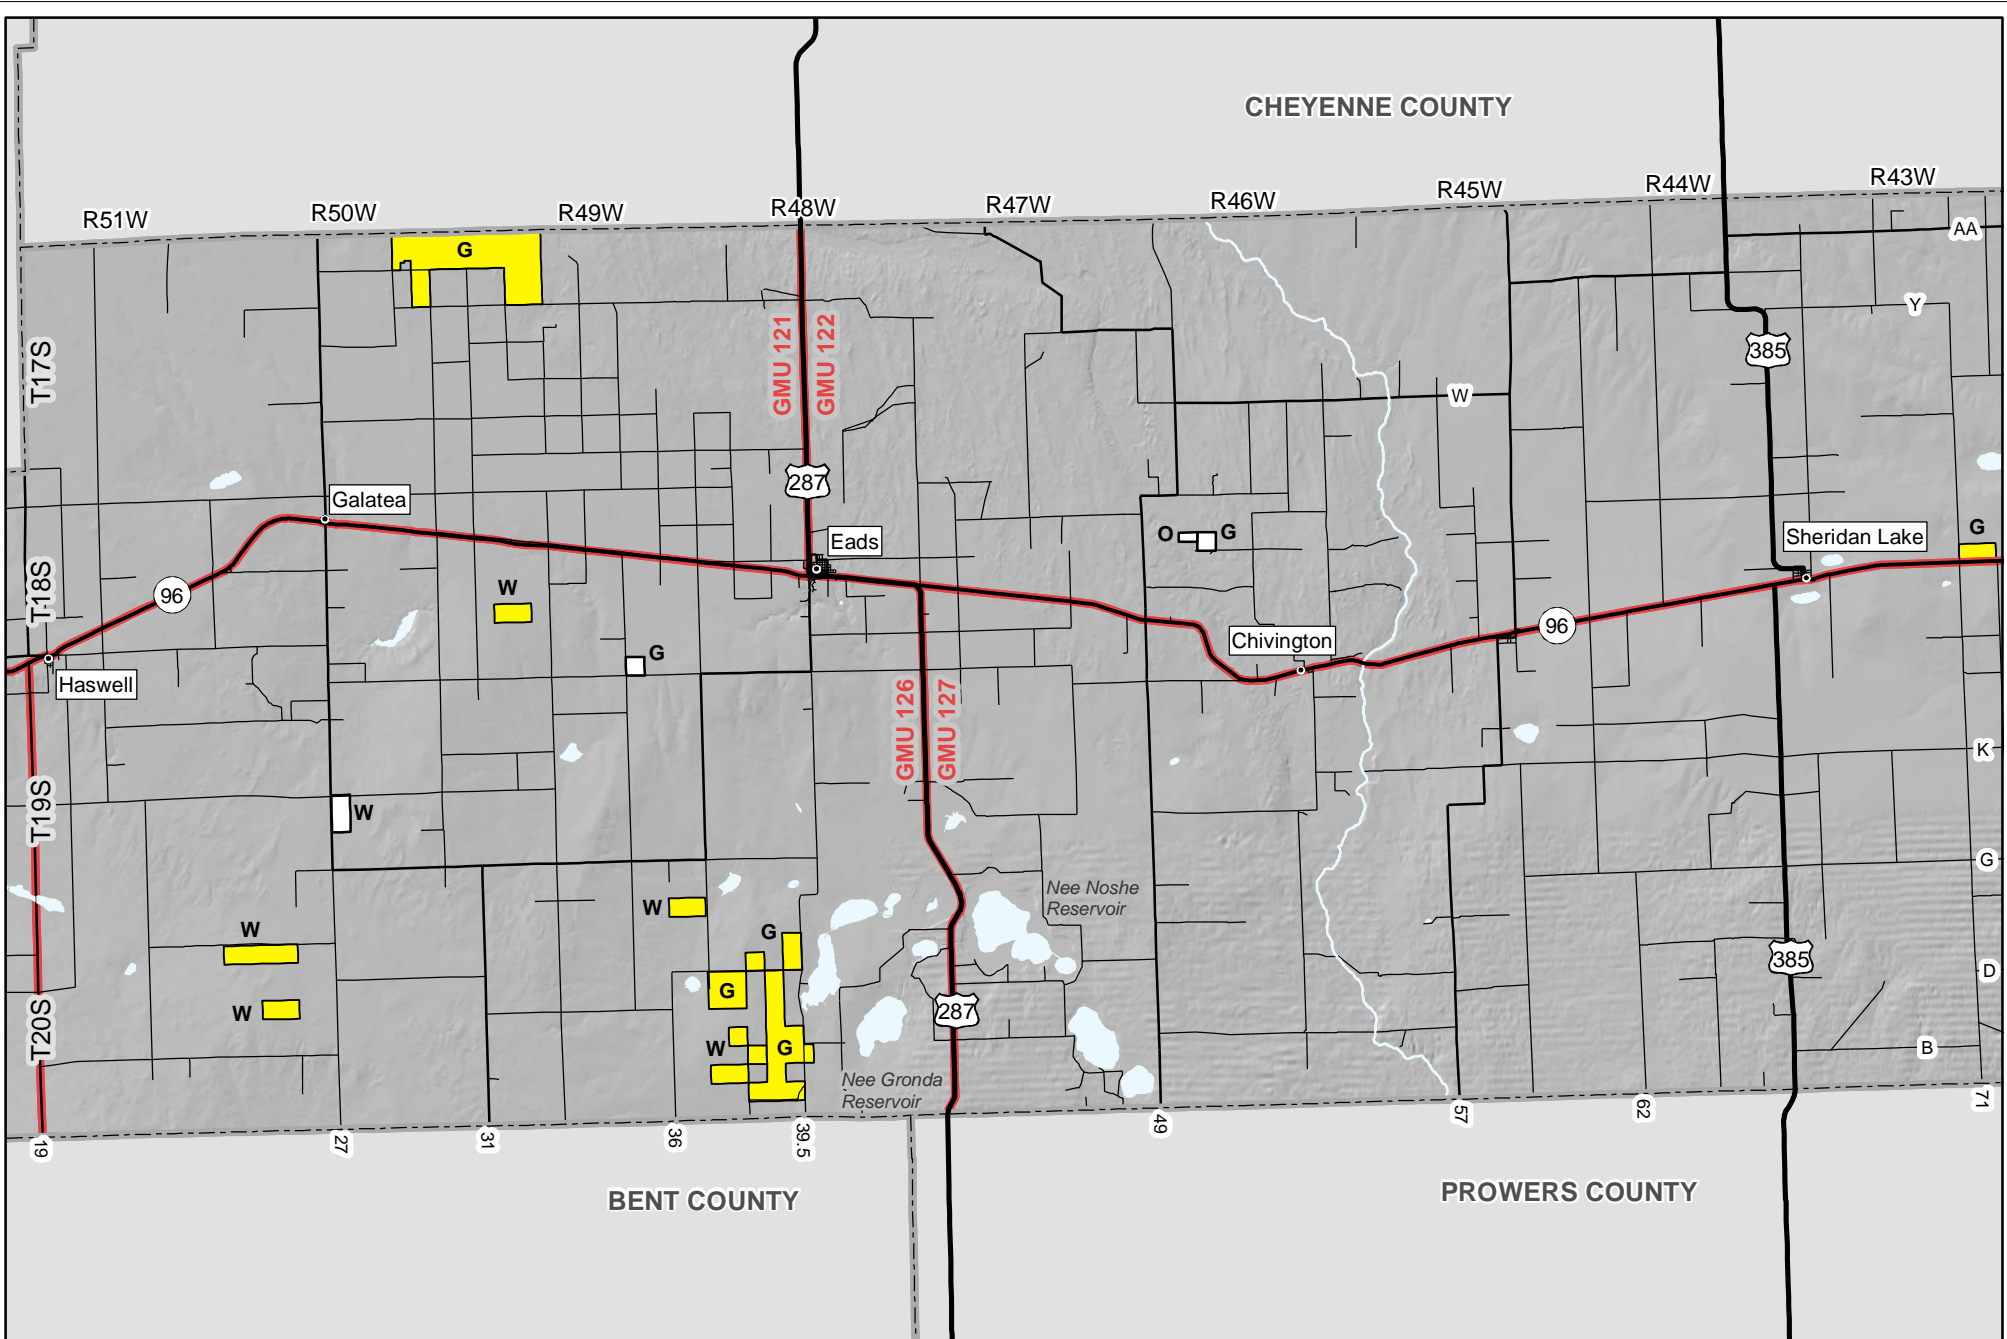 CHEYENNE COUNTY
R51W
R50W
R49W
R48W
R47W
R46W
R45W
R44W
R43W
AA
G
Y
T17S
GMU 121
GMU 122
385
W
287
Galatea
Eads
O
G
Sheridan Lake
G
T18S
96
W
96
Chivington
G
Haswell
GMU 126
GMU 127
K
T19S
W
G
Nee Noshe
Reservoir
W
W
G
385
D
G
W
287
T20S
W
G
B
Nee Gronda
Reservoir
19
27
31
36
39.5
49
57
62
71
BENT COUNTY
PROWERS COUNTY